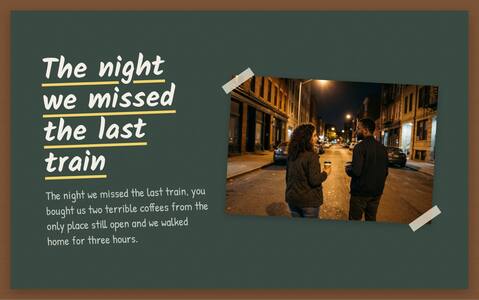 The night
we missed
the last
train
The night we missed the last train, you
bought us two terrible coffees from the
only place still open and we walked
home for three hours.